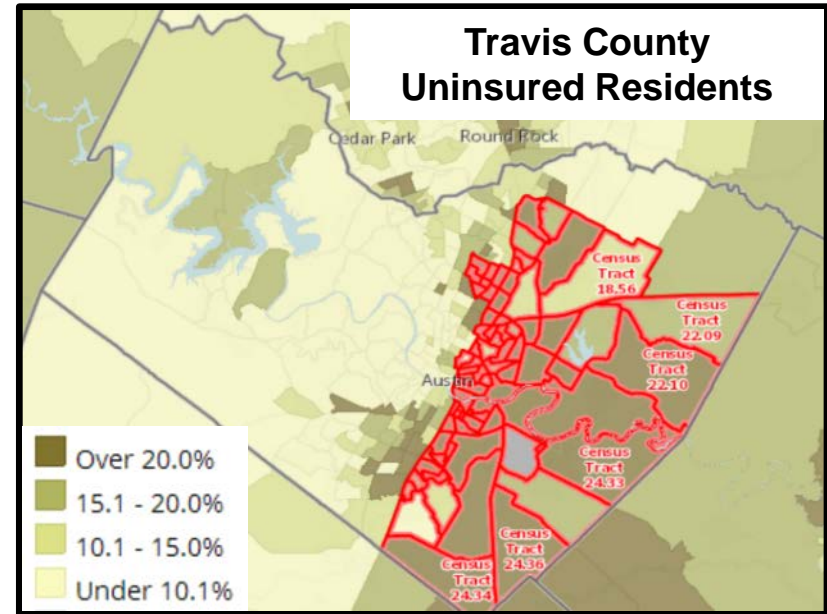 Travis County
Uninsured Residents
Cedar Park
Round Rock
Census
Tract
18.56
Census
Tract
22.09
Census
Tract
22.10
Austin
Census
Tract
24.33
Census
Tract
24.36
Census
Tract
24.34
Over 20.0%
15.1 - 20.0%
10.1 - 15.0%
Under 10.1%